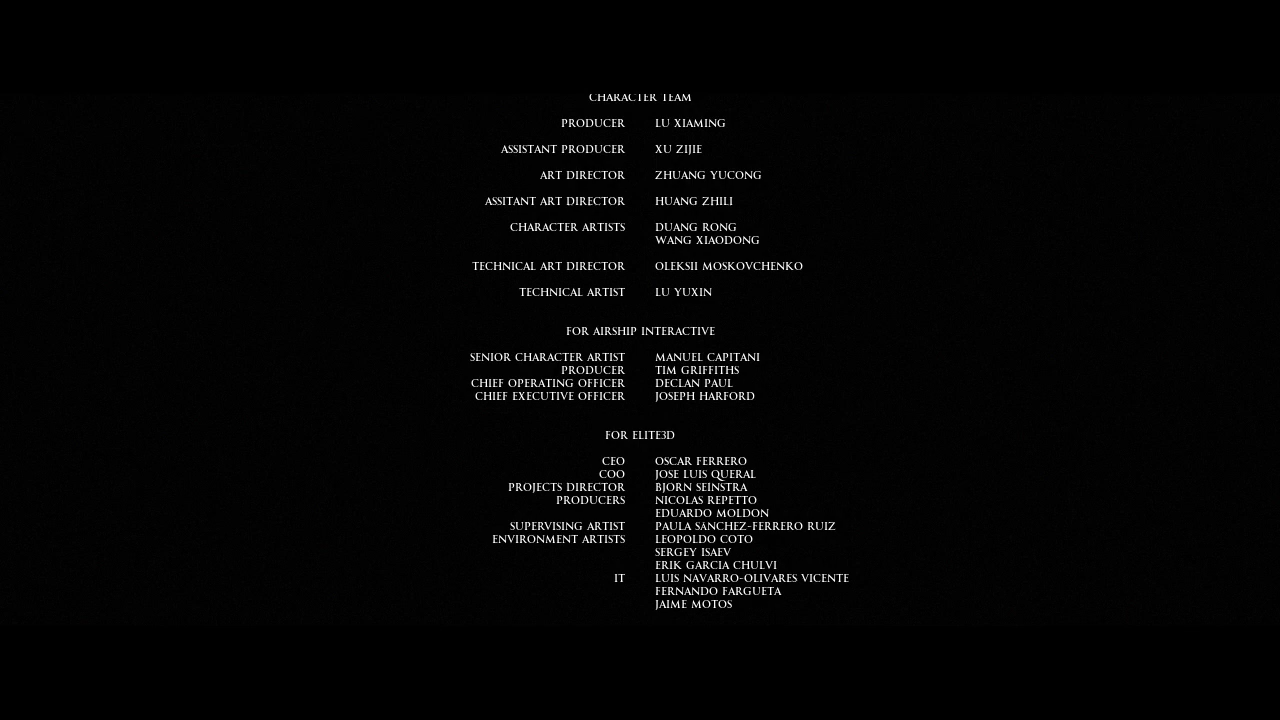 CHARACTER TEAM
PRODUCER LU XIAMING
ASSISTANT PRODUCER XU ZIJIE
ART DIRECTOR ZHUANG YUCONG
ASSITANT ART DIRECTOR HUANG ZHILI
CHARACTER ARTISTS DUANG RONG
WANG XIAODONG
TECHNICAL ART DIRECTOR OLEKSII MOSKOVCHENKO
TECHNICAL ARTIST LU YUXIN
FOR AIRSHIP INTERACTIVE
SENIOR CHARACTER ARTIST MANUEL CAPITANI
PRODUCER TIM GRIFFITHS
CHIEF OPERATING OFFICER DECLAN PAUL
CHIEF EXECUTIVE OFFICER JOSEPH HARFORD
FOR ELITE3D
CEO OSCAR FERRERO
COO JOSE LUIS QUERAL
PROJECTS DIRECTOR BJORN SEINSTRA
PRODUCERS NICOLAS REPETTO
EDUARDO MOLDON
SUPERVISING ARTIST PAULA SANCHEZ-FERRERO RUIZ
ENVIRONMENT ARTISTS LEOPOLDO COTO
SERGEY ISAEV
ERIK GARCIA CHULVI
IT LUIS NAVARRO-OLIVARES VICENTE
FERNANDO FARGUETA
JAIME MOTOS